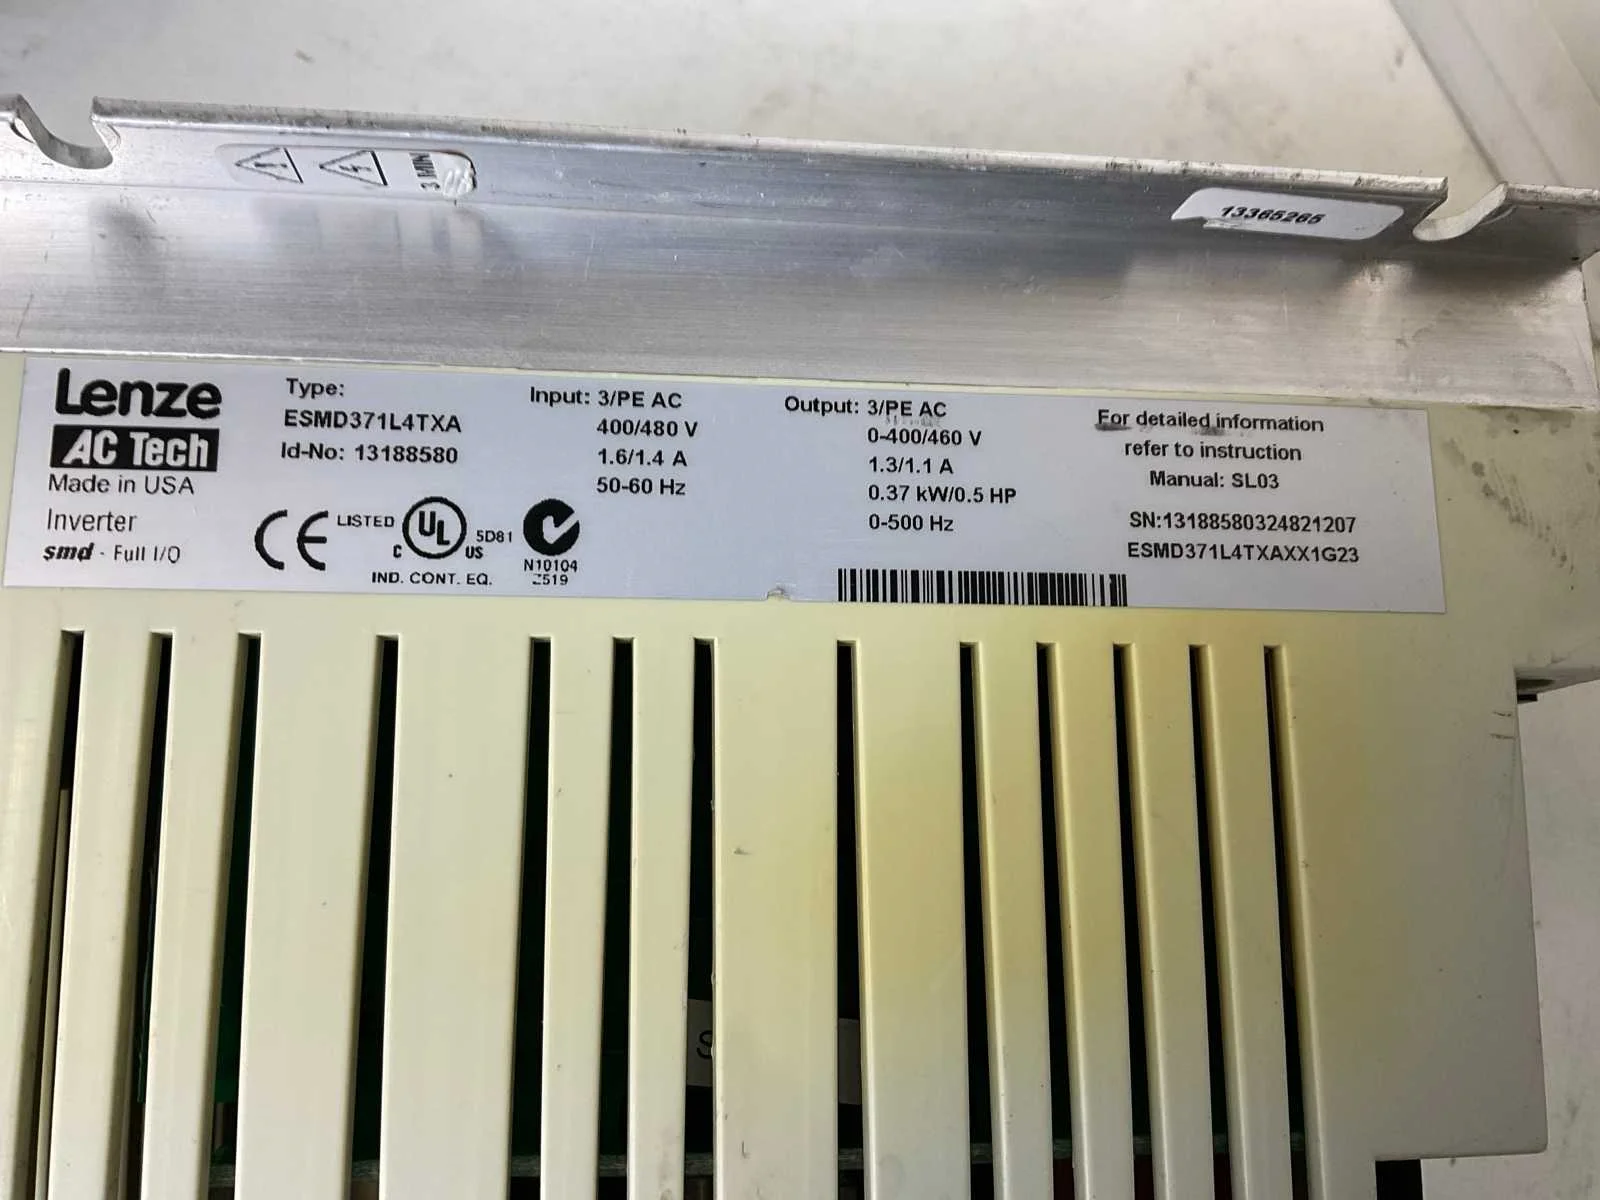 3 MIN
13365265
Lenze
AC Tech
Made in USA
Inverter
smd - Full I/O
Type:
ESMD371L4TXA
Id-No: 13188580
CE
LISTED
UL
C US
5D81
IND. CONT. EQ.
N10104
Input: 3/PE AC
400/480 V
1.6/1.4 A
50-60 Hz
Output: 3/PE AC
0-400/460 V
1.3/1.1 A
0.37 kW/0.5 HP
0-500 Hz
For detailed information
refer to instruction
Manual: SL03
SN:13188580324821207
ESMD371L4TXAXX1G23
S